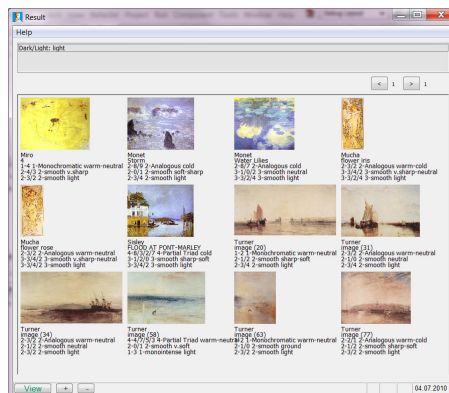 Result
Help
Dark/Light: light
< 1 > 1
Miro
4
1-4 1-Monochromatic warm-neutral
2-4/3 2-smooth v.sharp
2-3/2 2-smooth light
Monet
Storm
2-8/9 2-Analogous cold
2-0/1 2-smooth soft-sharp
2-3/4 2-smooth light
Monet
Water Lilies
2-8/7 2-Analogous cold
3-1/0/2 3-smooth neutral
3-3/2/4 3-smooth light
Mucha
flower iris
2-3/2 2-Analogous warm-cold
3-3/4/2 3-smooth v.sharp-neutral
3-3/2/4 3-smooth light
Mucha
flower rose
2-3/2 2-Analogous warm-neutral
3-3/4/2 3-smooth v.sharp-neutral
3-3/4/2 3-smooth light
Sisley
FLOOD AT PONT-MARLEY
4-8/3/2/7 4-Partial Triad cold
3-1/2/0 3-smooth sharp-soft
3-3/4/2 3-smooth light
Turner
image (20)
1-2 1-Monochromatic warm-neutral
2-1/2 2-smooth sharp-soft
2-3/4 2-smooth light
Turner
image (31)
2-3/2 2-Analogous warm-neutral
2-1/0 2-smooth neutral
2-3/4 2-smooth light
Turner
image (34)
2-3/2 2-Analogous warm-neutral
2-1/2 2-smooth neutral
2-3/2 2-smooth light
Turner
image (58)
4-4/7/5/3 4-Partial Triad warm-neutral
2-0/1 2-smooth v.soft
1-3 1-monointense light
Turner
image (63)
2 1-Monochromatic warm-neutral
2-1/0 2-smooth ground
2-3/2 2-smooth light
Turner
image (77)
2-2/1 2-Analogous warm-cold
2-1/2 2-smooth sharp-soft
2-3/2 2-smooth light
View + - 04.07.2010